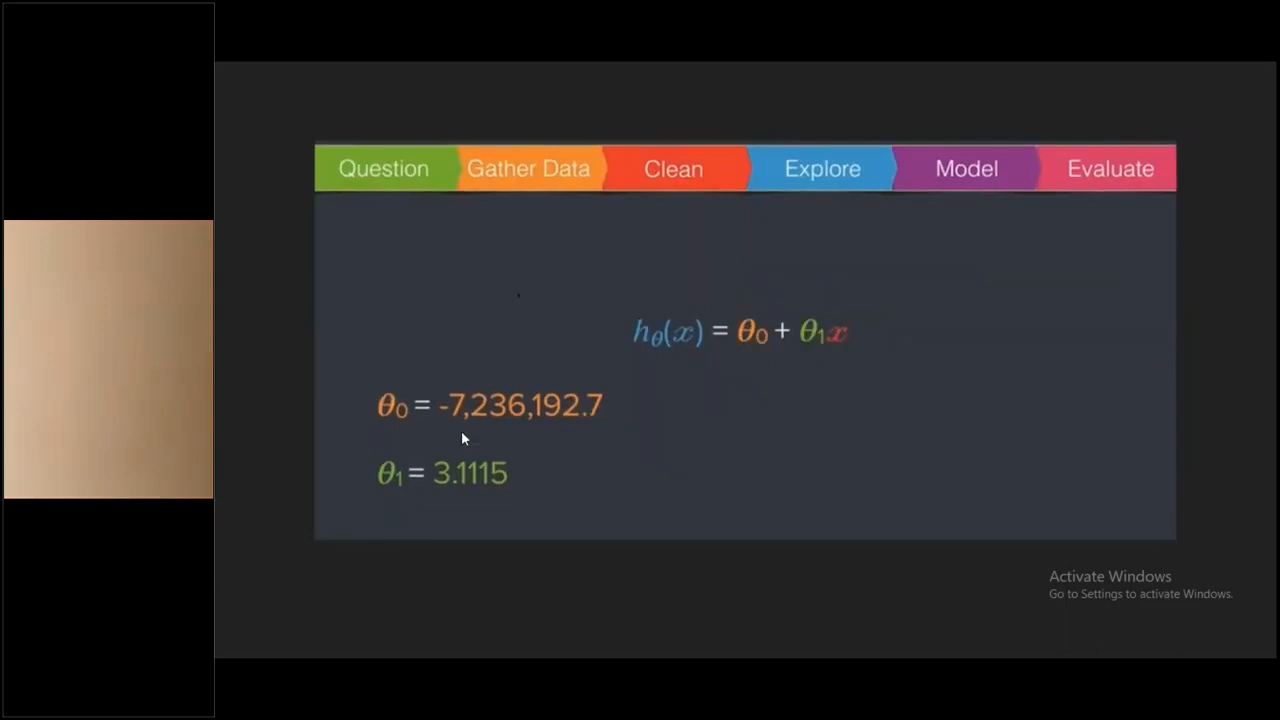 Question Gather Data Clean Explore Model Evaluate
hθ(x) = θ0 + θ1x
θ0 = -7,236,192.7
θ1 = 3.1115
Activate Windows
Go to Settings to activate Windows.